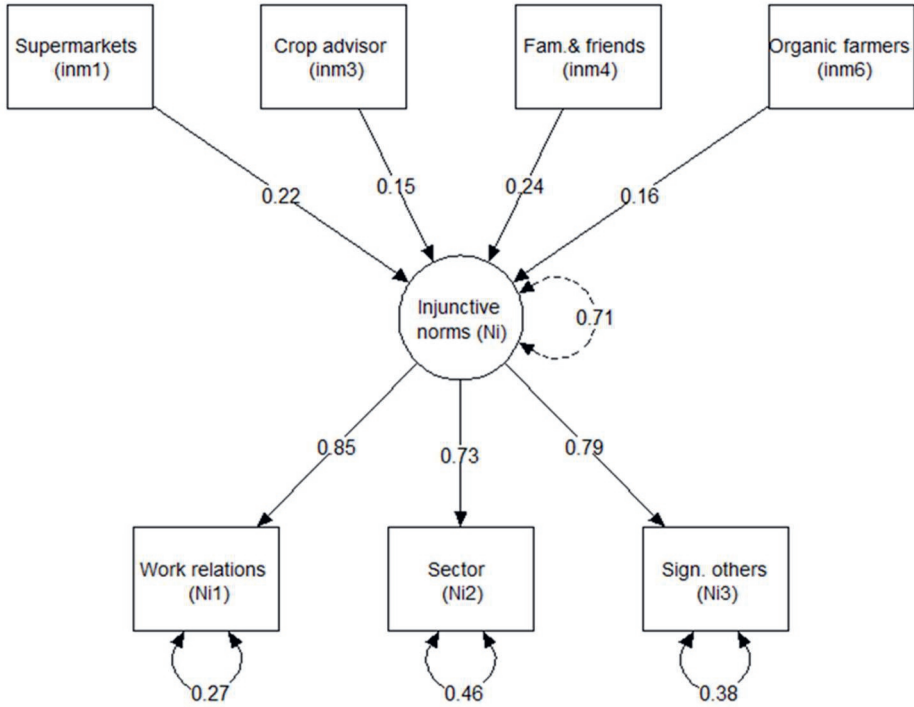 Supermarkets
(inm1)
Crop advisor
(inm3)
Fam.& friends
(inm4)
Organic farmers
(inm6)
0.22
0.15
0.24
0.16
Injunctive
norms (Ni)
0.71
0.85
0.73
0.79
Work relations
(Ni1)
Sector
(Ni2)
Sign. others
(Ni3)
0.27
0.46
0.38